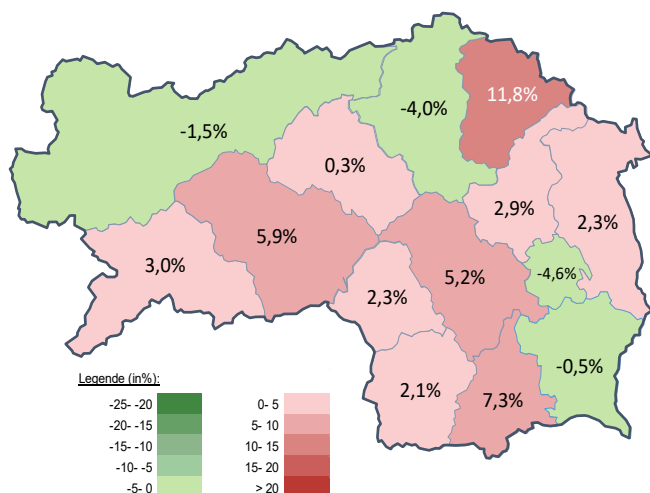 11,8%
-4,0%
-1,5%
0,3%
2,9%
2,3%
5,9%
3,0%
5,2%
-4,6%
2,3%
-0,5%
2,1%
7,3%
Legende (in%):
-25- -20 0- 5
-20- -15 5- 10
-15- -10 10- 15
-10- -5 15- 20
-5- 0 > 20